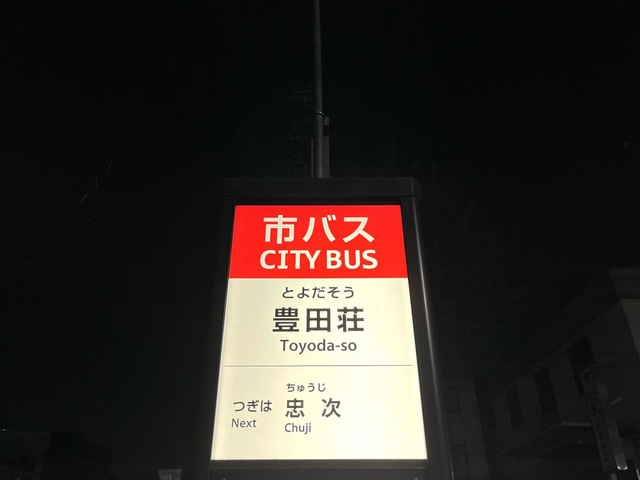 市バス
CITY BUS
とよだそう
豊田荘
Toyoda-so
ちゅうじ
つぎは 忠次
Next Chuji